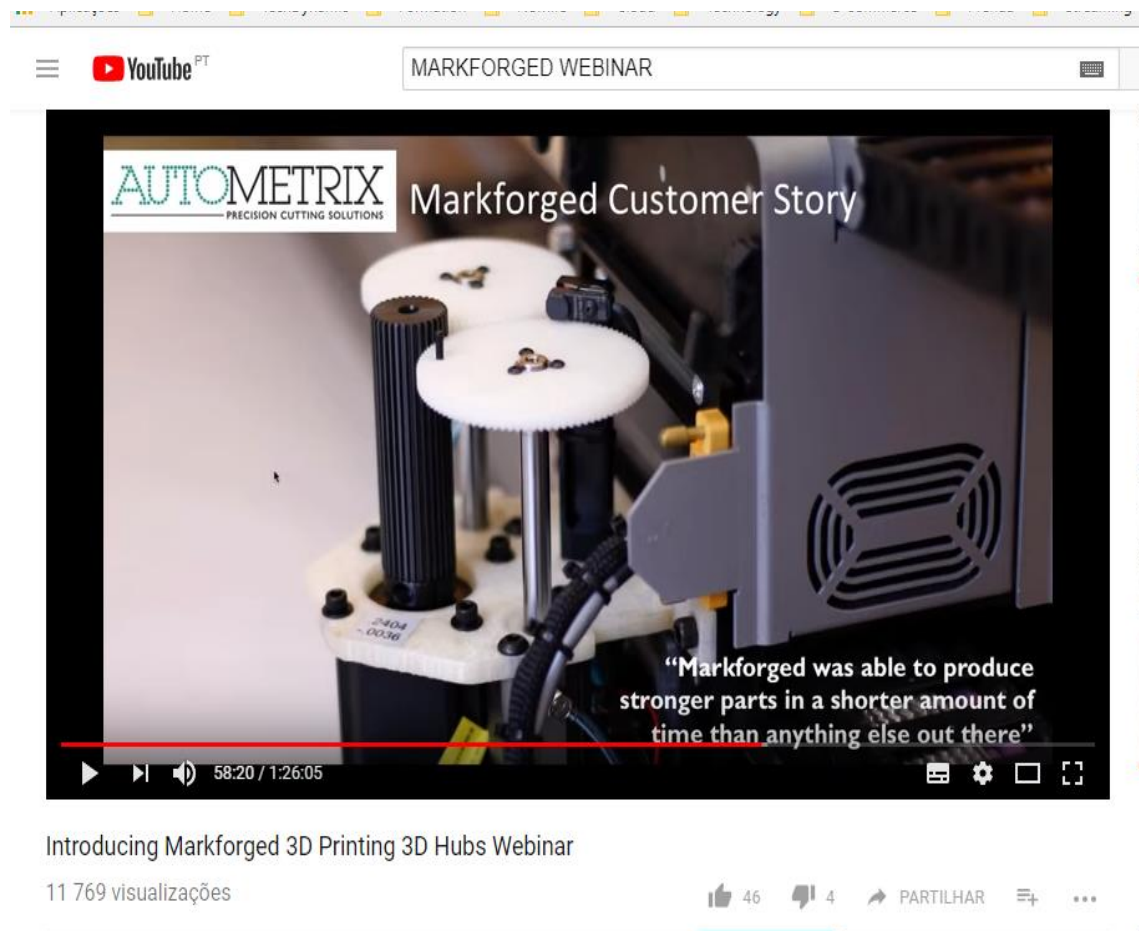 YouTube PT
MARKFORGED WEBINAR
AUTOMETRIX
PRECISION CUTTING SOLUTIONS
Markforged Customer Story
2404
-0036
“Markforged was able to produce
stronger parts in a shorter amount of
time than anything else out there”
58:20 / 1:26:05
Introducing Markforged 3D Printing 3D Hubs Webinar
11 769 visualizações
46
4
PARTILHAR